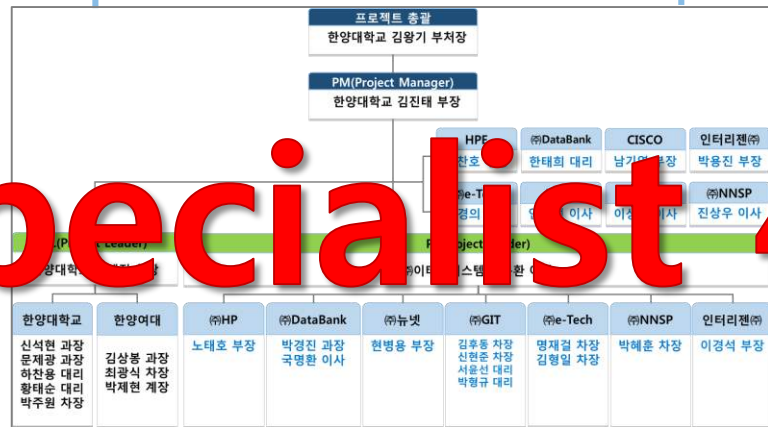 프로젝트 총괄
한양대학교 김왕기 부처장
PM(Project Manager)
한양대학교 김진태 부장
HPE ㈜DataBank CISCO 인터리젠㈜
한태희 대리 박용진 부장
㈜NNSP
이사 진상우 이사
pecialist
한양대학교 한양여대 ㈜HP ㈜DataBank ㈜뉴넷 ㈜GIT ㈜e-Tech ㈜NNSP 인터리젠㈜
신석현 과장
문제광 과장
하찬용 대리
황태순 대리
박주원 차장
김상봉 과장
최광식 차장
박제현 계장
노태호 부장
박경진 과장
국명환 이사
현병용 부장
김후동 차장
신현준 차장
서윤선 대리
박형규 대리
명재걸 차장
김형일 차장
박혜훈 차장
이경석 부장